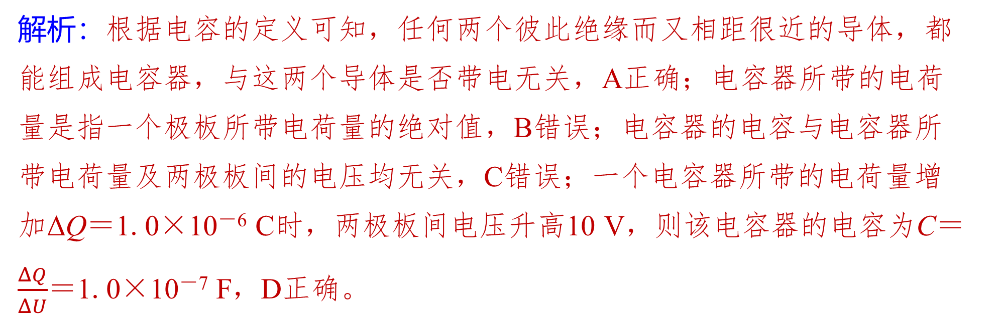 解析：根据电容的定义可知，任何两个彼此绝缘而又相距很近的导体，都
能组成电容器，与这两个导体是否带电无关，A正确；电容器所带的电荷
量是指一个极板所带电荷量的绝对值，B错误；电容器的电容与电容器所
带电荷量及两极板间的电压均无关，C错误；一个电容器所带的电荷量增
加ΔQ＝1. 0×10⁻⁶ C时，两极板间电压升高10 V，则该电容器的电容为C＝
ΔQ/ΔU＝1. 0×10⁻⁷ F，D正确。